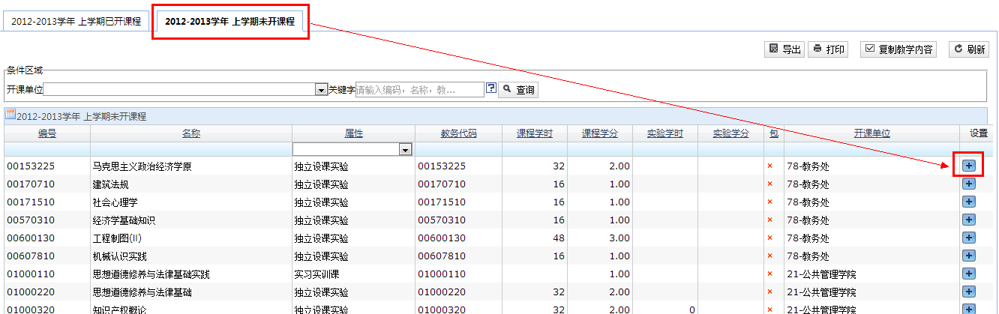 2012-2013学年 上学期已开课程 2012-2013学年 上学期未开课程
导出 打印 复制教学内容 刷新
条件区域
开课单位 关键字 请输入编码，名称，教... ? 查询
2012-2013学年 上学期未开课程
编号 名称 属性 教务代码 课程学时 课程学分 实验学时 实验学分 包 开课单位 设置
00153225 马克思主义政治经济学原 独立设课实验 00153225 32 2.00 × 78-教务处
00170710 建筑法规 独立设课实验 00170710 16 1.00 × 78-教务处
00171510 社会心理学 独立设课实验 00171510 16 1.00 × 78-教务处
00570310 经济学基础知识 独立设课实验 00570310 16 1.00 × 78-教务处
00600130 工程制图(II) 独立设课实验 00600130 48 3.00 × 78-教务处
00607810 机械认识实践 独立设课实验 00607810 16 1.00 × 78-教务处
01000110 思想道德修养与法律基础实践 实习实训课 01000110 1.00 × 21-公共管理学院
01000220 思想道德修养与法律基础 独立设课实验 01000220 32 2.00 × 21-公共管理学院
01000320 知识产权概论 独立设课实验 01000320 32 2.00 0 × 21-公共管理学院